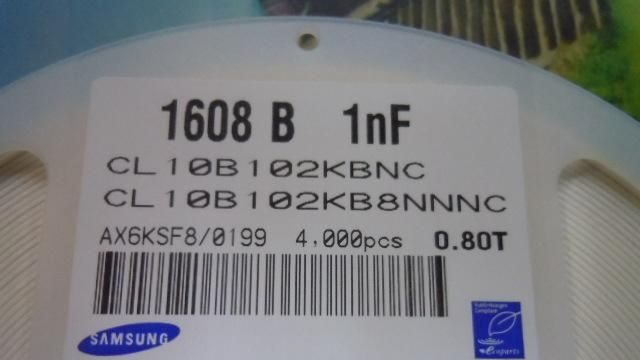 1608 B 1nF
CL10B102KBNC
CL10B102KB8NNNC
AX6KSF8/0199 4,000pcs 0.80T
SAMSUNG